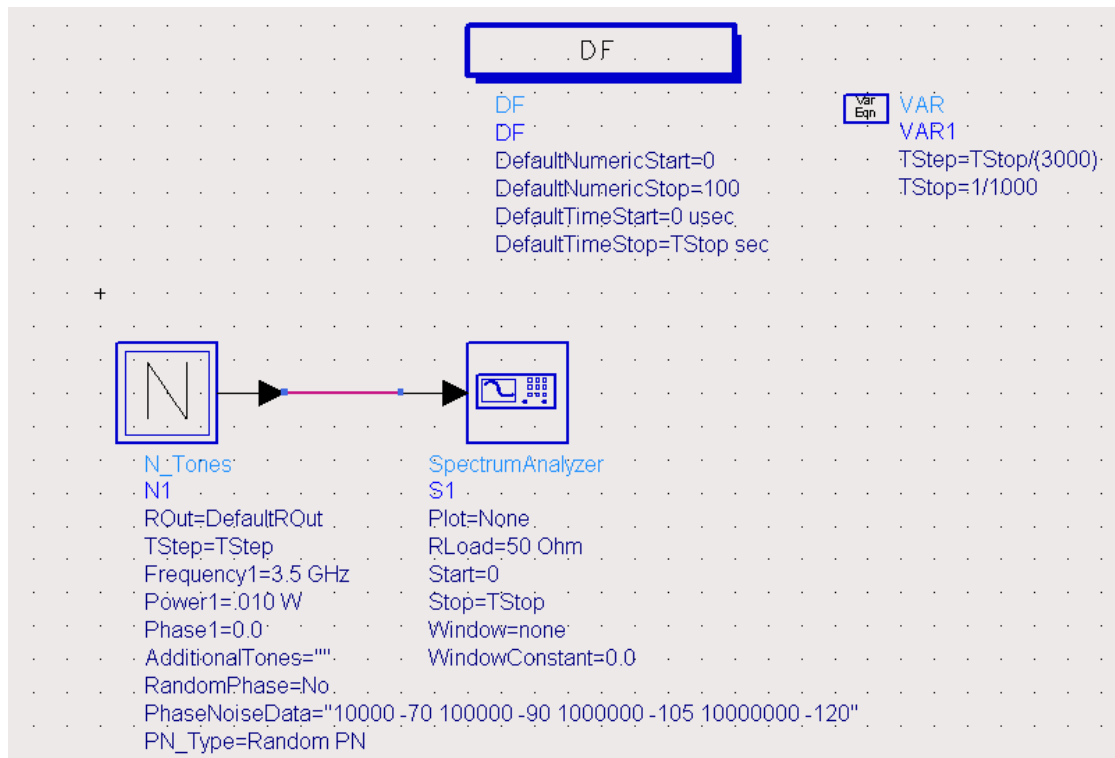 DF
DF
DF
DefaultNumericStart=0
DefaultNumericStop=100
DefaultTimeStart=0 usec
DefaultTimeStop=TStop sec
Var
Eqn
VAR
VAR1
TStep=TStop/(3000)
TStop=1/1000
N
N_Tones
N1
ROut=DefaultROut
TStep=TStep
Frequency1=3.5 GHz
Power1=.010 W
Phase1=0.0
AdditionalTones=""
RandomPhase=No
PhaseNoiseData="10000 -70 100000 -90 1000000 -105 10000000 -120"
PN_Type=Random PN
SpectrumAnalyzer
S1
Plot=None
RLoad=50 Ohm
Start=0
Stop=TStop
Window=none
WindowConstant=0.0